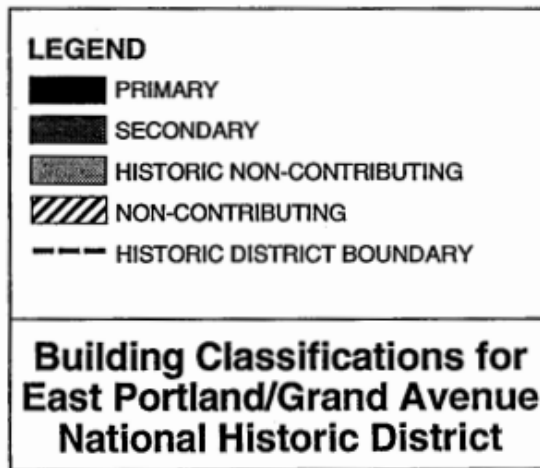 LEGEND
PRIMARY
SECONDARY
HISTORIC NON-CONTRIBUTING
NON-CONTRIBUTING
HISTORIC DISTRICT BOUNDARY
Building Classifications for
East Portland/Grand Avenue
National Historic District